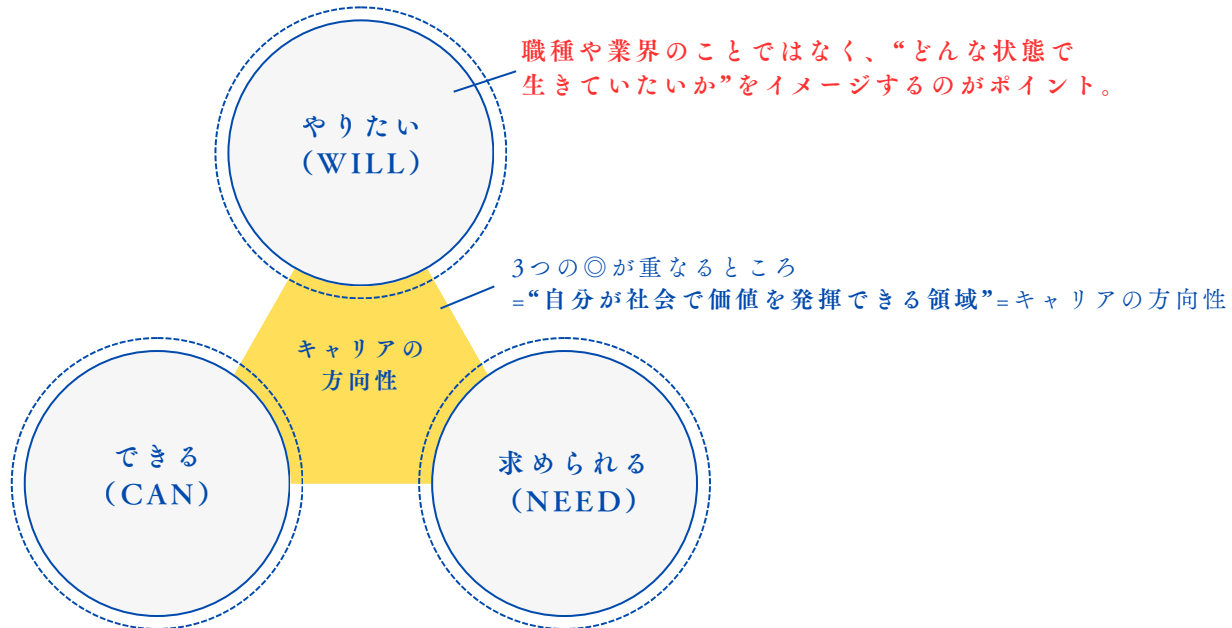 職種や業界のことではなく、“どんな状態で
生きていたいか”をイメージするのがポイント。
やりたい
(WILL)
3つの◎が重なるところ
=“自分が社会で価値を発揮できる領域”=キャリアの方向性
キャリアの
方向性
できる
(CAN)
求められる
(NEED)